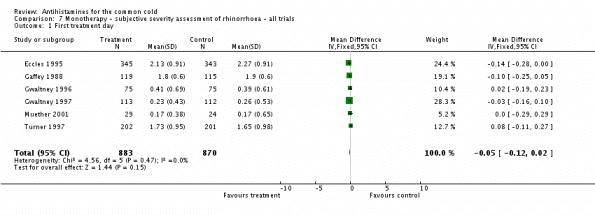 Review: Antihistamines for the common cold
Comparison: 7 Monotherapy - subjective severity assessment of rhinorrhoea - all trials
Outcome: 1 First treatment day
Study or subgroup Treatment Control Mean Difference Weight Mean Difference
N Mean(SD) N Mean(SD) IV,Fixed,95% CI IV,Fixed,95% CI
Eccles 1995 345 2.13 (0.91) 343 2.27 (0.91) 24.4 % -0.14 [ -0.28, 0.00 ]
Gaffey 1988 119 1.8 (0.6) 115 1.9 (0.6) 19.1 % -0.10 [ -0.25, 0.05 ]
Gwaltney 1996 75 0.41 (0.69) 75 0.39 (0.61) 10.4 % 0.02 [ -0.19, 0.23 ]
Gwaltney 1997 113 0.23 (0.43) 112 0.26 (0.53) 28.3 % -0.03 [ -0.16, 0.10 ]
Muether 2001 29 0.17 (0.38) 24 0.17 (0.65) 5.2 % 0.0 [ -0.29, 0.29 ]
Turner 1997 202 1.73 (0.95) 201 1.65 (0.98) 12.7 % 0.08 [ -0.11, 0.27 ]
Total (95% CI) 883 870 100.0 % -0.05 [ -0.12, 0.02 ]
Heterogeneity: Chi² = 4.56, df = 5 (P = 0.47); I² =0.0%
Test for overall effect: Z = 1.44 (P = 0.15)
-10 -5 0 5 10
Favours treatment Favours control